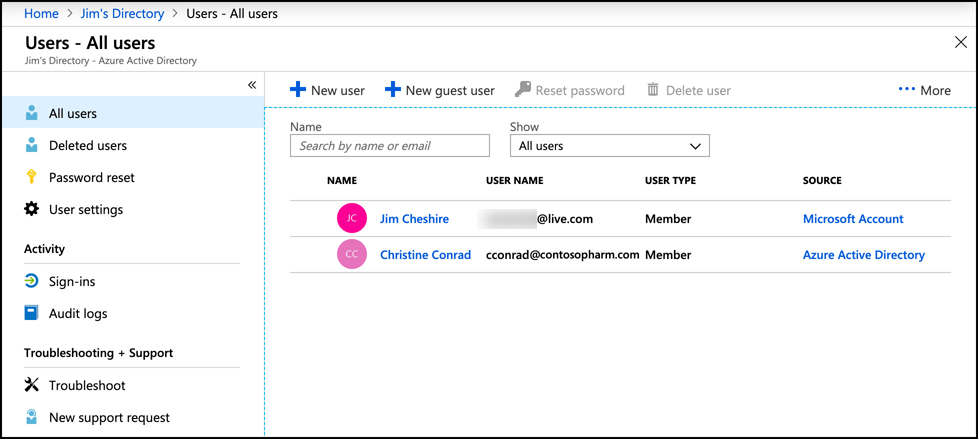 Home > Jim's Directory > Users - All users
Users - All users
Jim's Directory - Azure Active Directory
All users
Deleted users
Password reset
User settings
Activity
Sign-ins
Audit logs
Troubleshooting + Support
Troubleshoot
New support request
New user New guest user Reset password Delete user ··· More
Name Show
Search by name or email All users
NAME USER NAME USER TYPE SOURCE
JC Jim Cheshire @live.com Member Microsoft Account
CC Christine Conrad cconrad@contosopharm.com Member Azure Active Directory